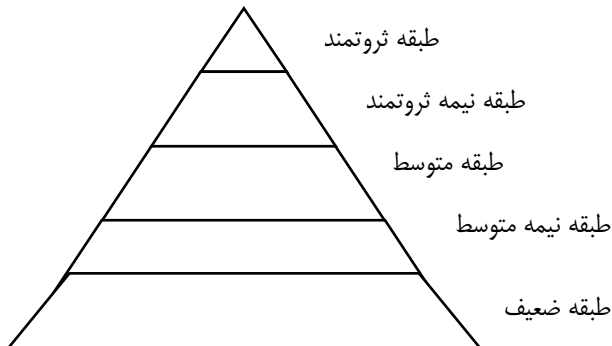 طبقه ثروتمند
طبقه نیمه ثروتمند
طبقه متوسط
طبقه نیمه متوسط
طبقه ضعیف